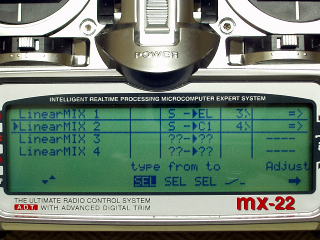 POWER
INTELLIGENT REALTIME PROCESSING MICROCOMPUTER EXPERT SYSTEM
LinearMIX 1 S -►EL 3% =>
►LinearMIX 2 S -►C1 4% =>
LinearMIX 3 ??-►?? -----
LinearMIX 4 ??-►?? -----
type from to Adjust
SEL SEL SEL
THE ULTIMATE RADIO CONTROL SYSTEM
A.D.T. WITH ADVANCED DIGITAL TRIM
mx-22